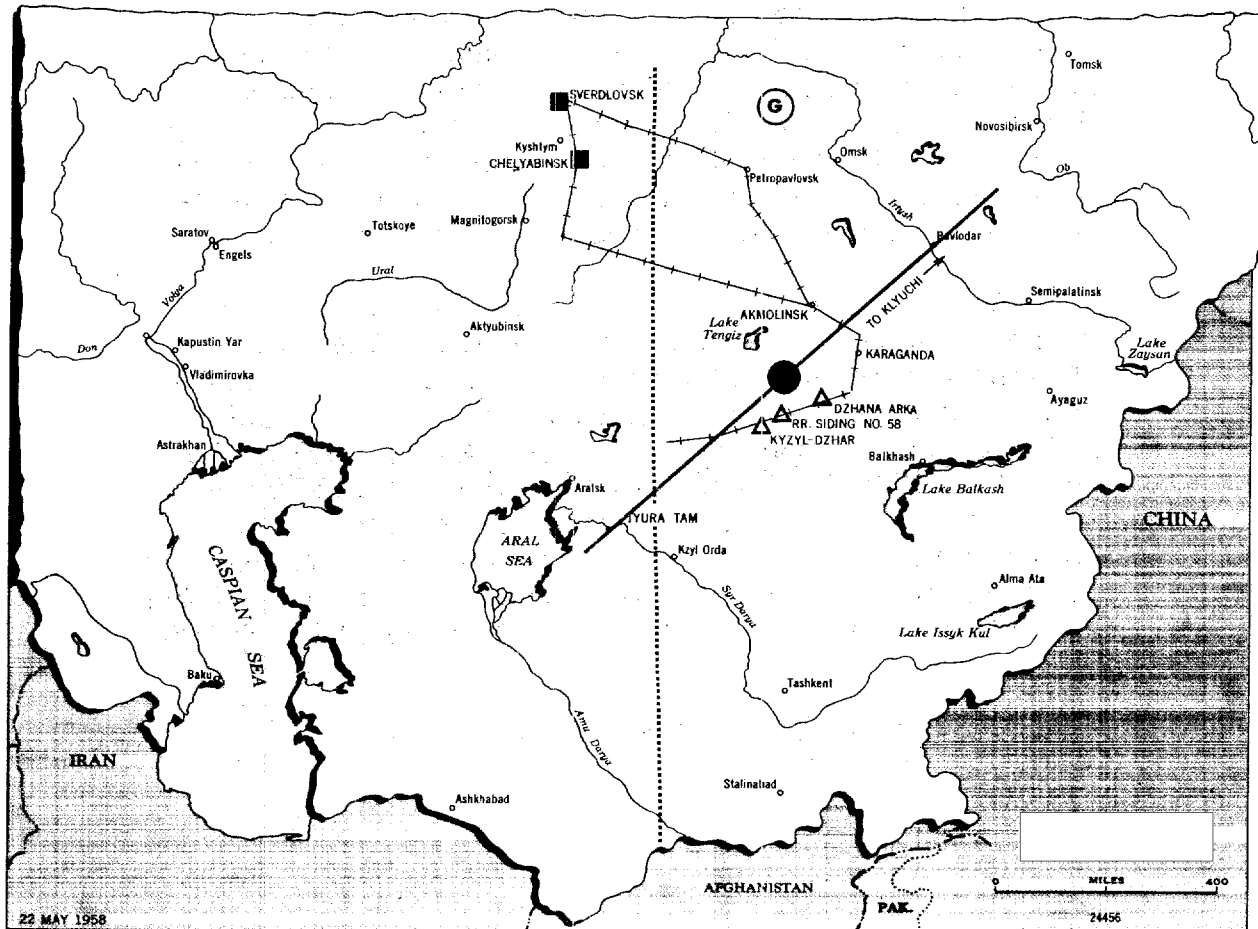 Tomsk
SVERDLOVSK
G
Novosibirsk
Kyshtym
CHELYABINSK
Omsk
Petropavlovsk
Ob
Irtysh
Magnitogorsk
Totskoye
Saratov
Engels
Pavlodar
Ural
Volga
TO KLYUCHI
Semipalatinsk
AKMOLINSK
Lake
Tengiz
Aktyubinsk
Don
Kapustin Yar
Vladimirovka
KARAGANDA
Lake
Zaysan
Ayaguz
DZHANA ARKA
RR. SIDING NO. 58
KYZYL-DZHAR
Astrakhan
Balkhash
Aralsk
Lake Balkash
TYURA TAM
CHINA
ARAL
SEA
Kzyl Orda
CASPIAN
SEA
Alma Ata
Syr Darya
Lake Issyk Kul
Baku
Tashkent
Amu Darya
IRAN
Stalinabad
Ashkhabad
AFGHANISTAN
PAK.
0 MILES 400
22 MAY 1958
24456